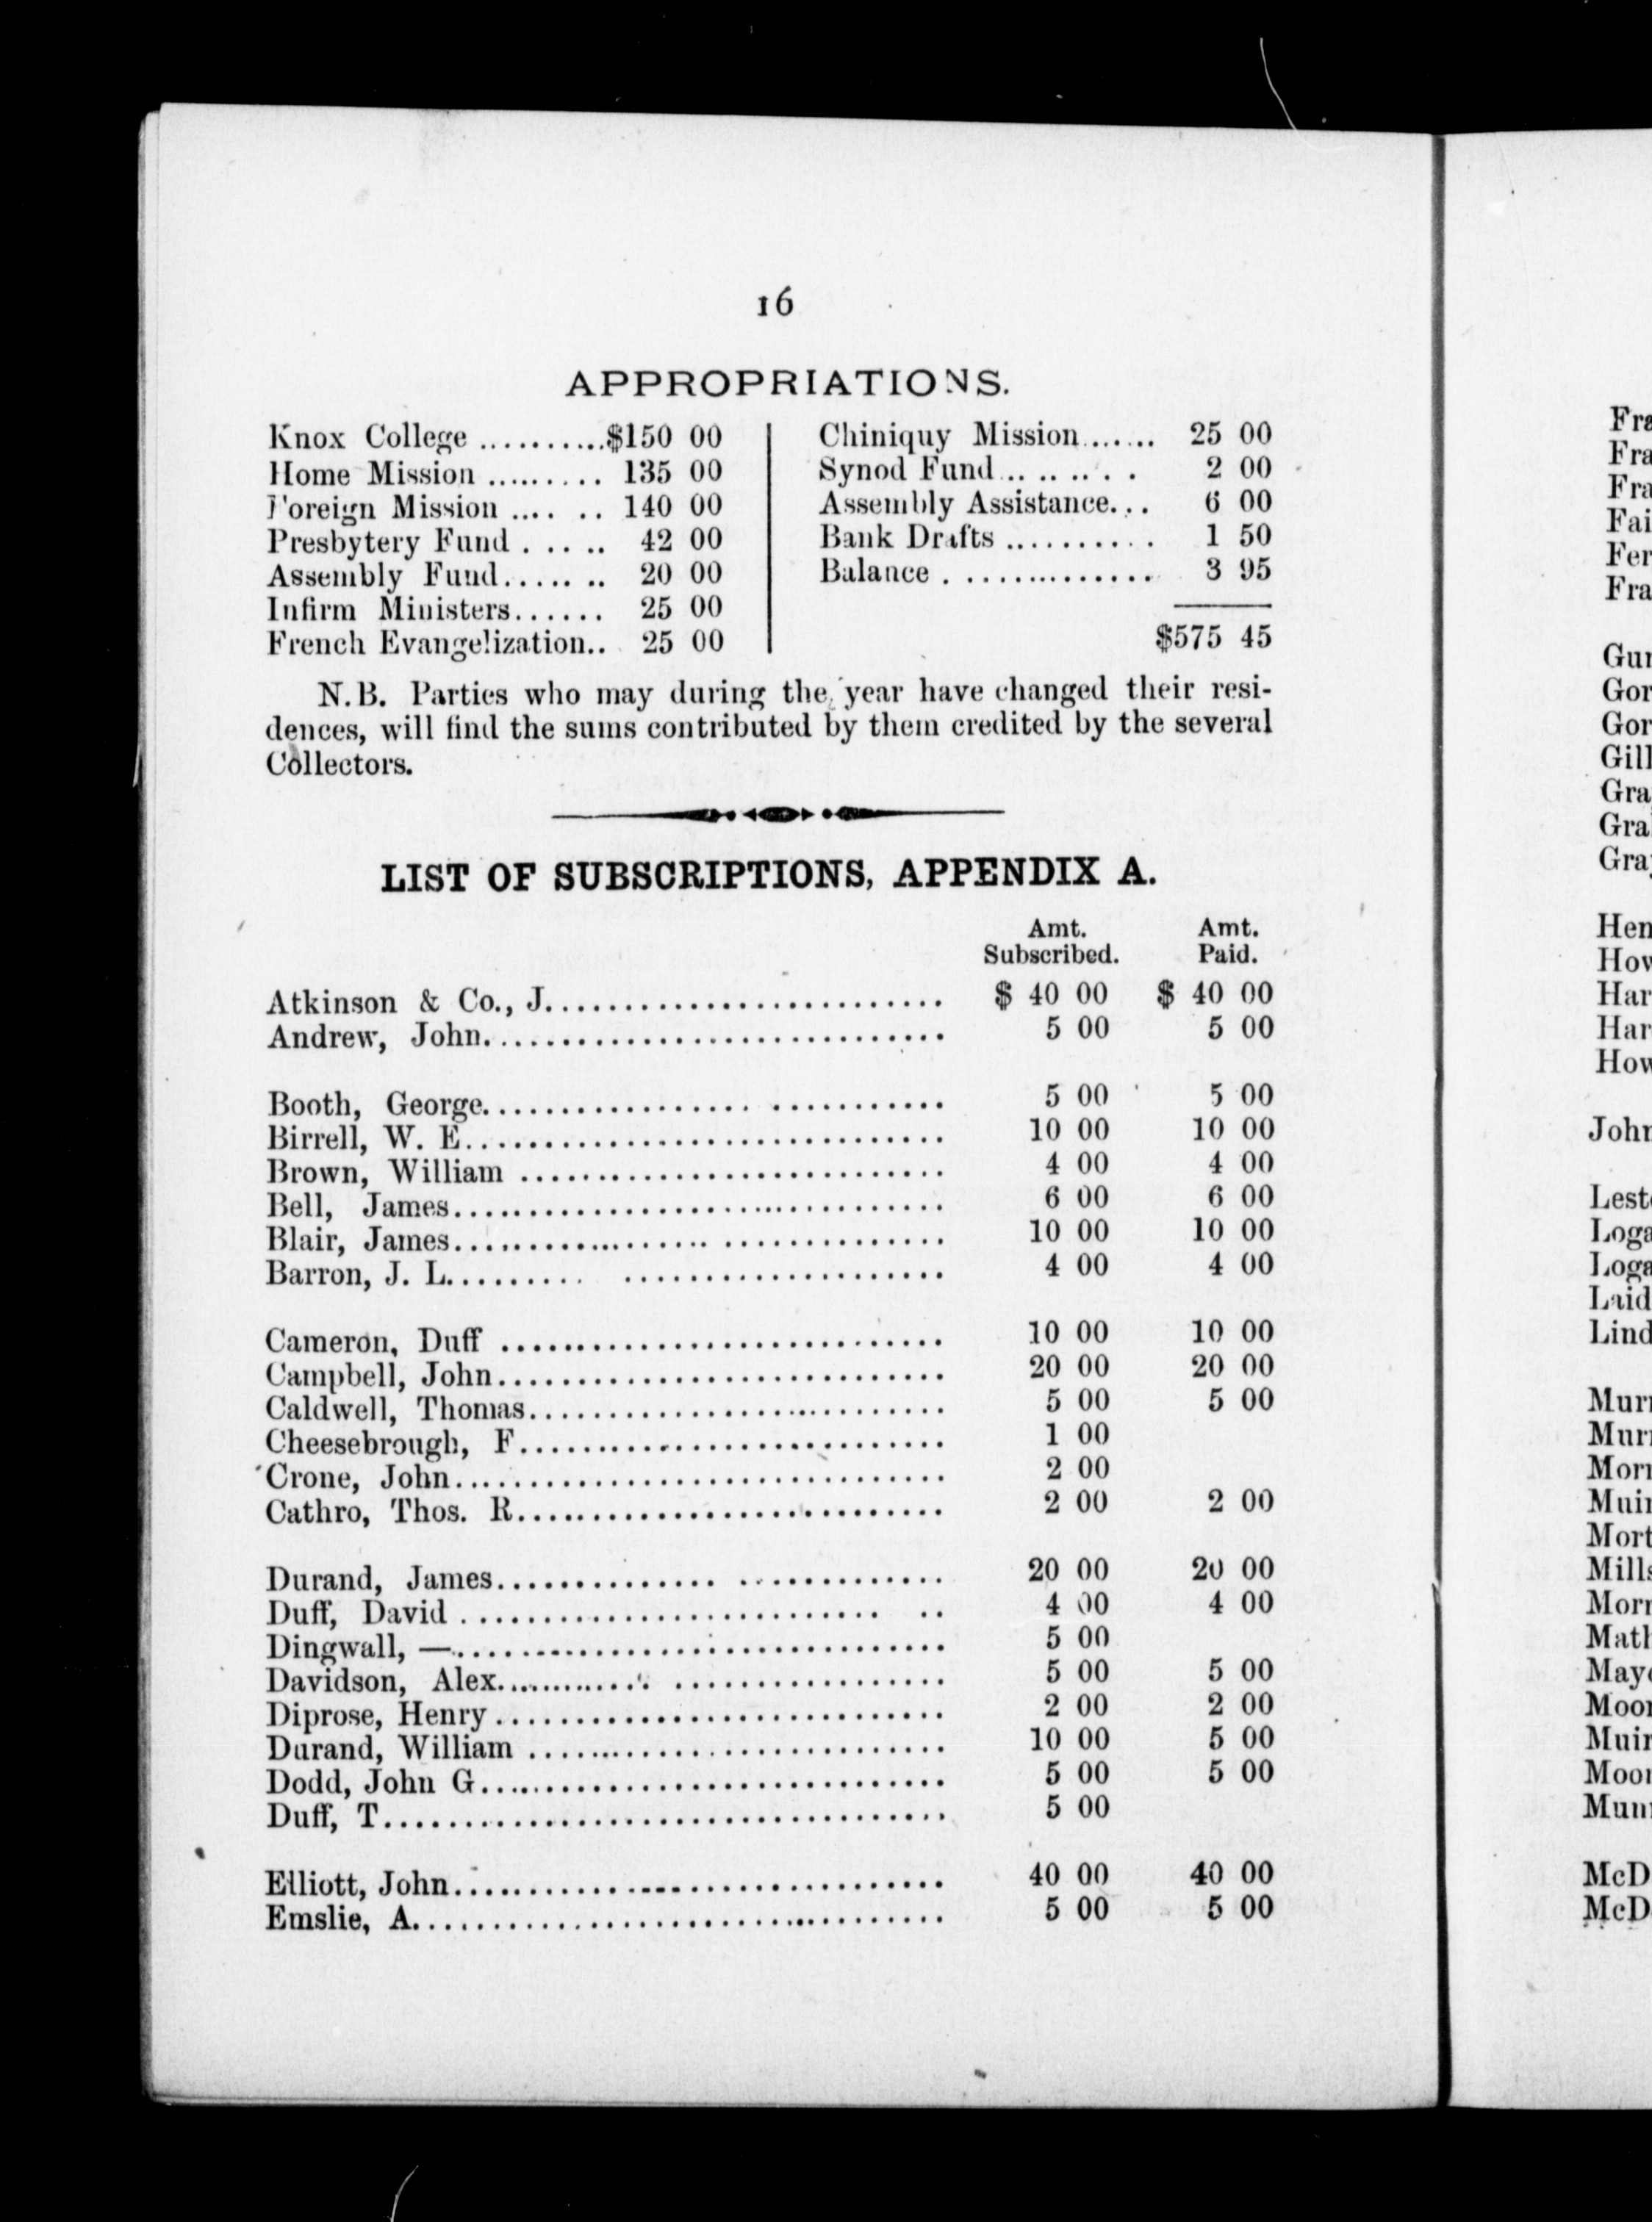 16
APPROPRIATIONS.
Knox College ..........$150 00
Home Mission ......... 135 00
Foreign Mission .... .. 140 00
Presbytery Fund . .... .. 42 00
Assembly Fund...... .. 20 00
Infirm Ministers...... 25 00
French Evangelization.. 25 00
Chiniquy Mission...... 25 00
Synod Fund........ 2 00
Assembly Assistance... 6 00
Bank Drafts .......... 1 50
Balance ............. 3 95
$575 45
N.B. Parties who may during the year have changed their resi-
dences, will find the sums contributed by them credited by the several
Collectors.
LIST OF SUBSCRIPTIONS, APPENDIX A.
Amt. Amt.
Subscribed. Paid.
Atkinson & Co., J......................... $ 40 00 $ 40 00
Andrew, John............................. 5 00 5 00
Booth, George............................. 5 00 5 00
Birrell, W. E.............................. 10 00 10 00
Brown, William ........................... 4 00 4 00
Bell, James............................... 6 00 6 00
Blair, James............................... 10 00 10 00
Barron, J. L............................... 4 00 4 00
Cameron, Duff ............................ 10 00 10 00
Campbell, John............................ 20 00 20 00
Caldwell, Thomas.......................... 5 00 5 00
Cheesebrough, F........................... 1 00
Crone, John............................... 2 00
Cathro, Thos. R........................... 2 00 2 00
Durand, James............................ 20 00 20 00
Duff, David .............................. 4 00 4 00
Dingwall, —............................... 5 00
Davidson, Alex............................ 5 00 5 00
Diprose, Henry............................ 2 00 2 00
Durand, William .......................... 10 00 5 00
Dodd, John G............................. 5 00 5 00
Duff, T................................... 5 00
Elliott, John............................... 40 00 40 00
Emslie, A................................. 5 00 5 00